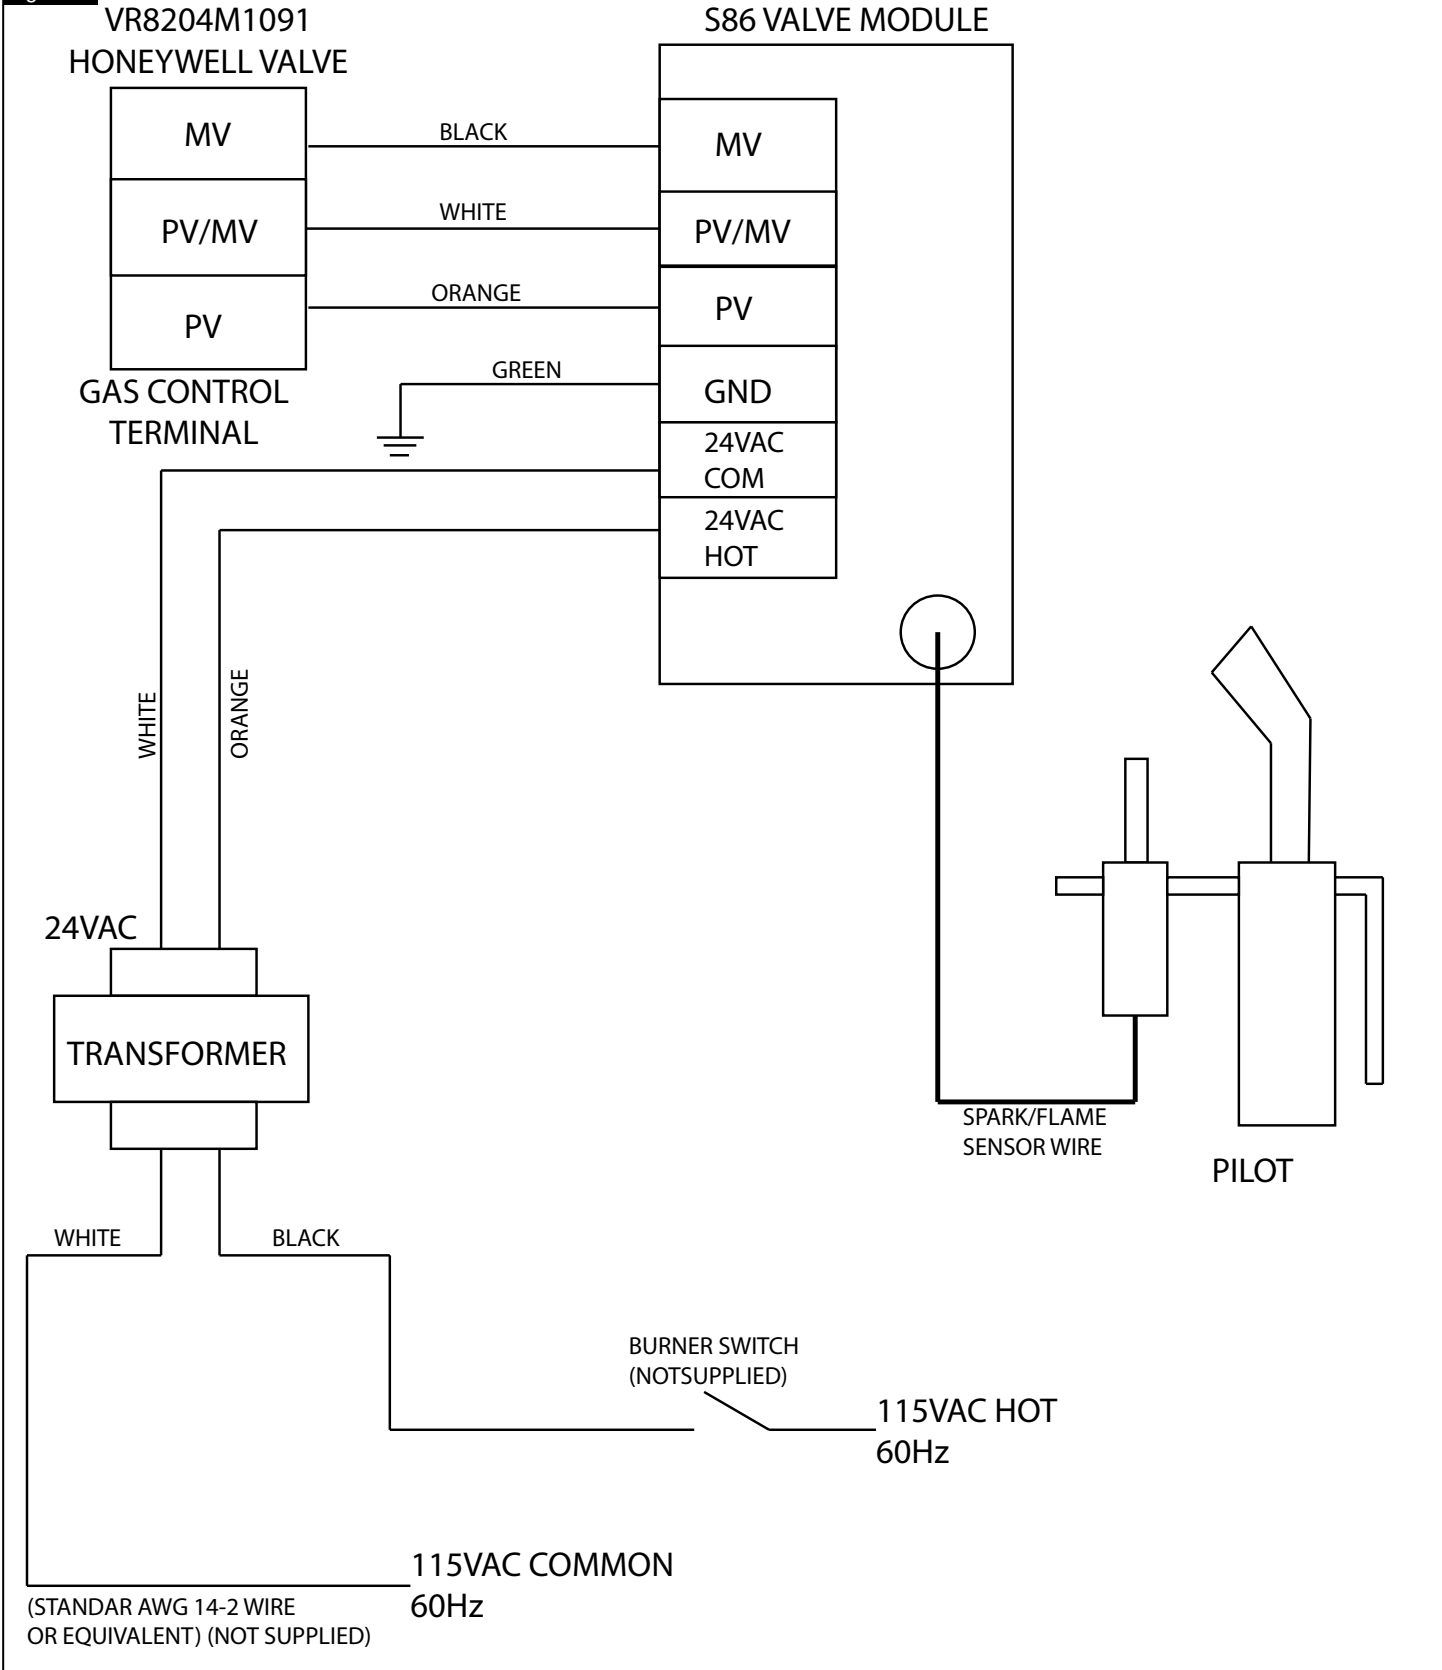 VR8204M1091
HONEYWELL VALVE
S86 VALVE MODULE
MV
PV/MV
PV
GAS CONTROL
TERMINAL
BLACK
WHITE
ORANGE
GREEN
MV
PV/MV
PV
GND
24VAC
COM
24VAC
HOT
WHITE
ORANGE
24VAC
TRANSFORMER
SPARK/FLAME
SENSOR WIRE
PILOT
WHITE
BLACK
BURNER SWITCH
(NOTSUPPLIED)
115VAC HOT
60Hz
115VAC COMMON
60Hz
(STANDAR AWG 14-2 WIRE
OR EQUIVALENT) (NOT SUPPLIED)